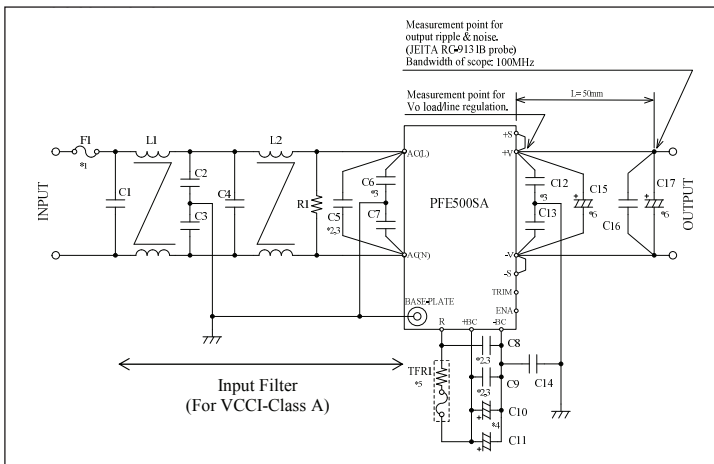 Measurement point for
output ripple & noise.
(JEITA RC-9131B probe)
Bandwidth of scope: 100MHz
Measurement point for
Vo load/line regulation.
L=50mm
F1
*1
L1
L2
C1
C2
C3
C4
R1
C5
*2,3
C6
*3
C7
AC(L)
AC(N)
PFE500SA
+S
+V
-V
-S
TRIM
ENA
BASE-PLATE
R
+BC
-BC
C12
*3
C13
C15
*6
C16
C17
*6
INPUT
OUTPUT
TFR1
*5
C8
*2,3
C9
*2,3
C10
*4
C11
C14
Input Filter
(For VCCI-Class A)